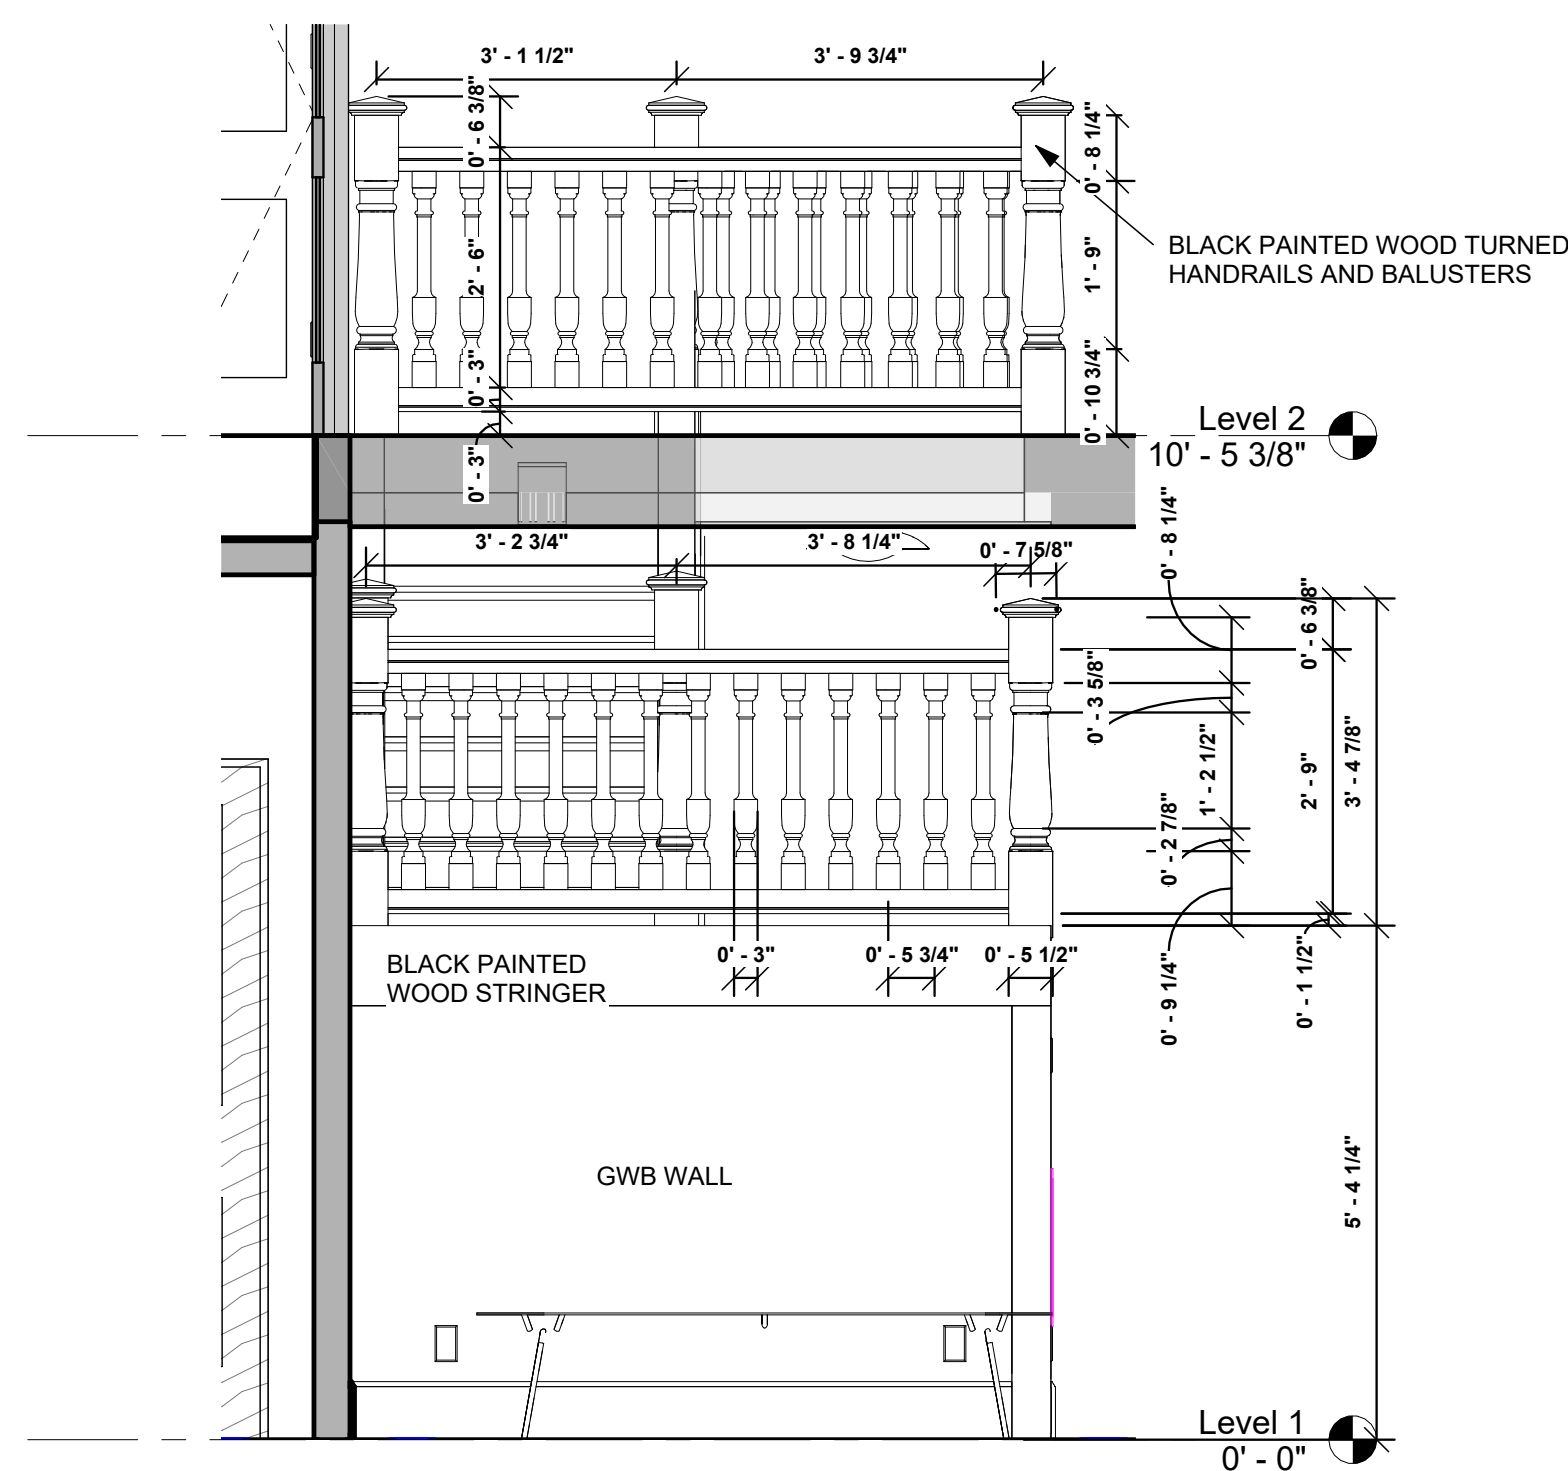 3' - 1 1/2"
3' - 9 3/4"
0' - 6 3/8"
0' - 8 1/4"
2' - 6"
1' - 9"
BLACK PAINTED WOOD TURNED
HANDRAILS AND BALUSTERS
0' - 3"
0' - 10 3/4"
0' - 3"
Level 2
10' - 5 3/8"
3' - 2 3/4"
3' - 8 1/4"
0' - 7 5/8"
0' - 8 1/4"
0' - 6 3/8"
0' - 3 5/8"
1' - 2 1/2"
2' - 9"
3' - 4 7/8"
0' - 2 7/8"
BLACK PAINTED
WOOD STRINGER
0' - 3"
0' - 5 3/4"
0' - 5 1/2"
0' - 9 1/4"
0' - 1 1/2"
GWB WALL
5' - 4 1/4"
Level 1
0' - 0"